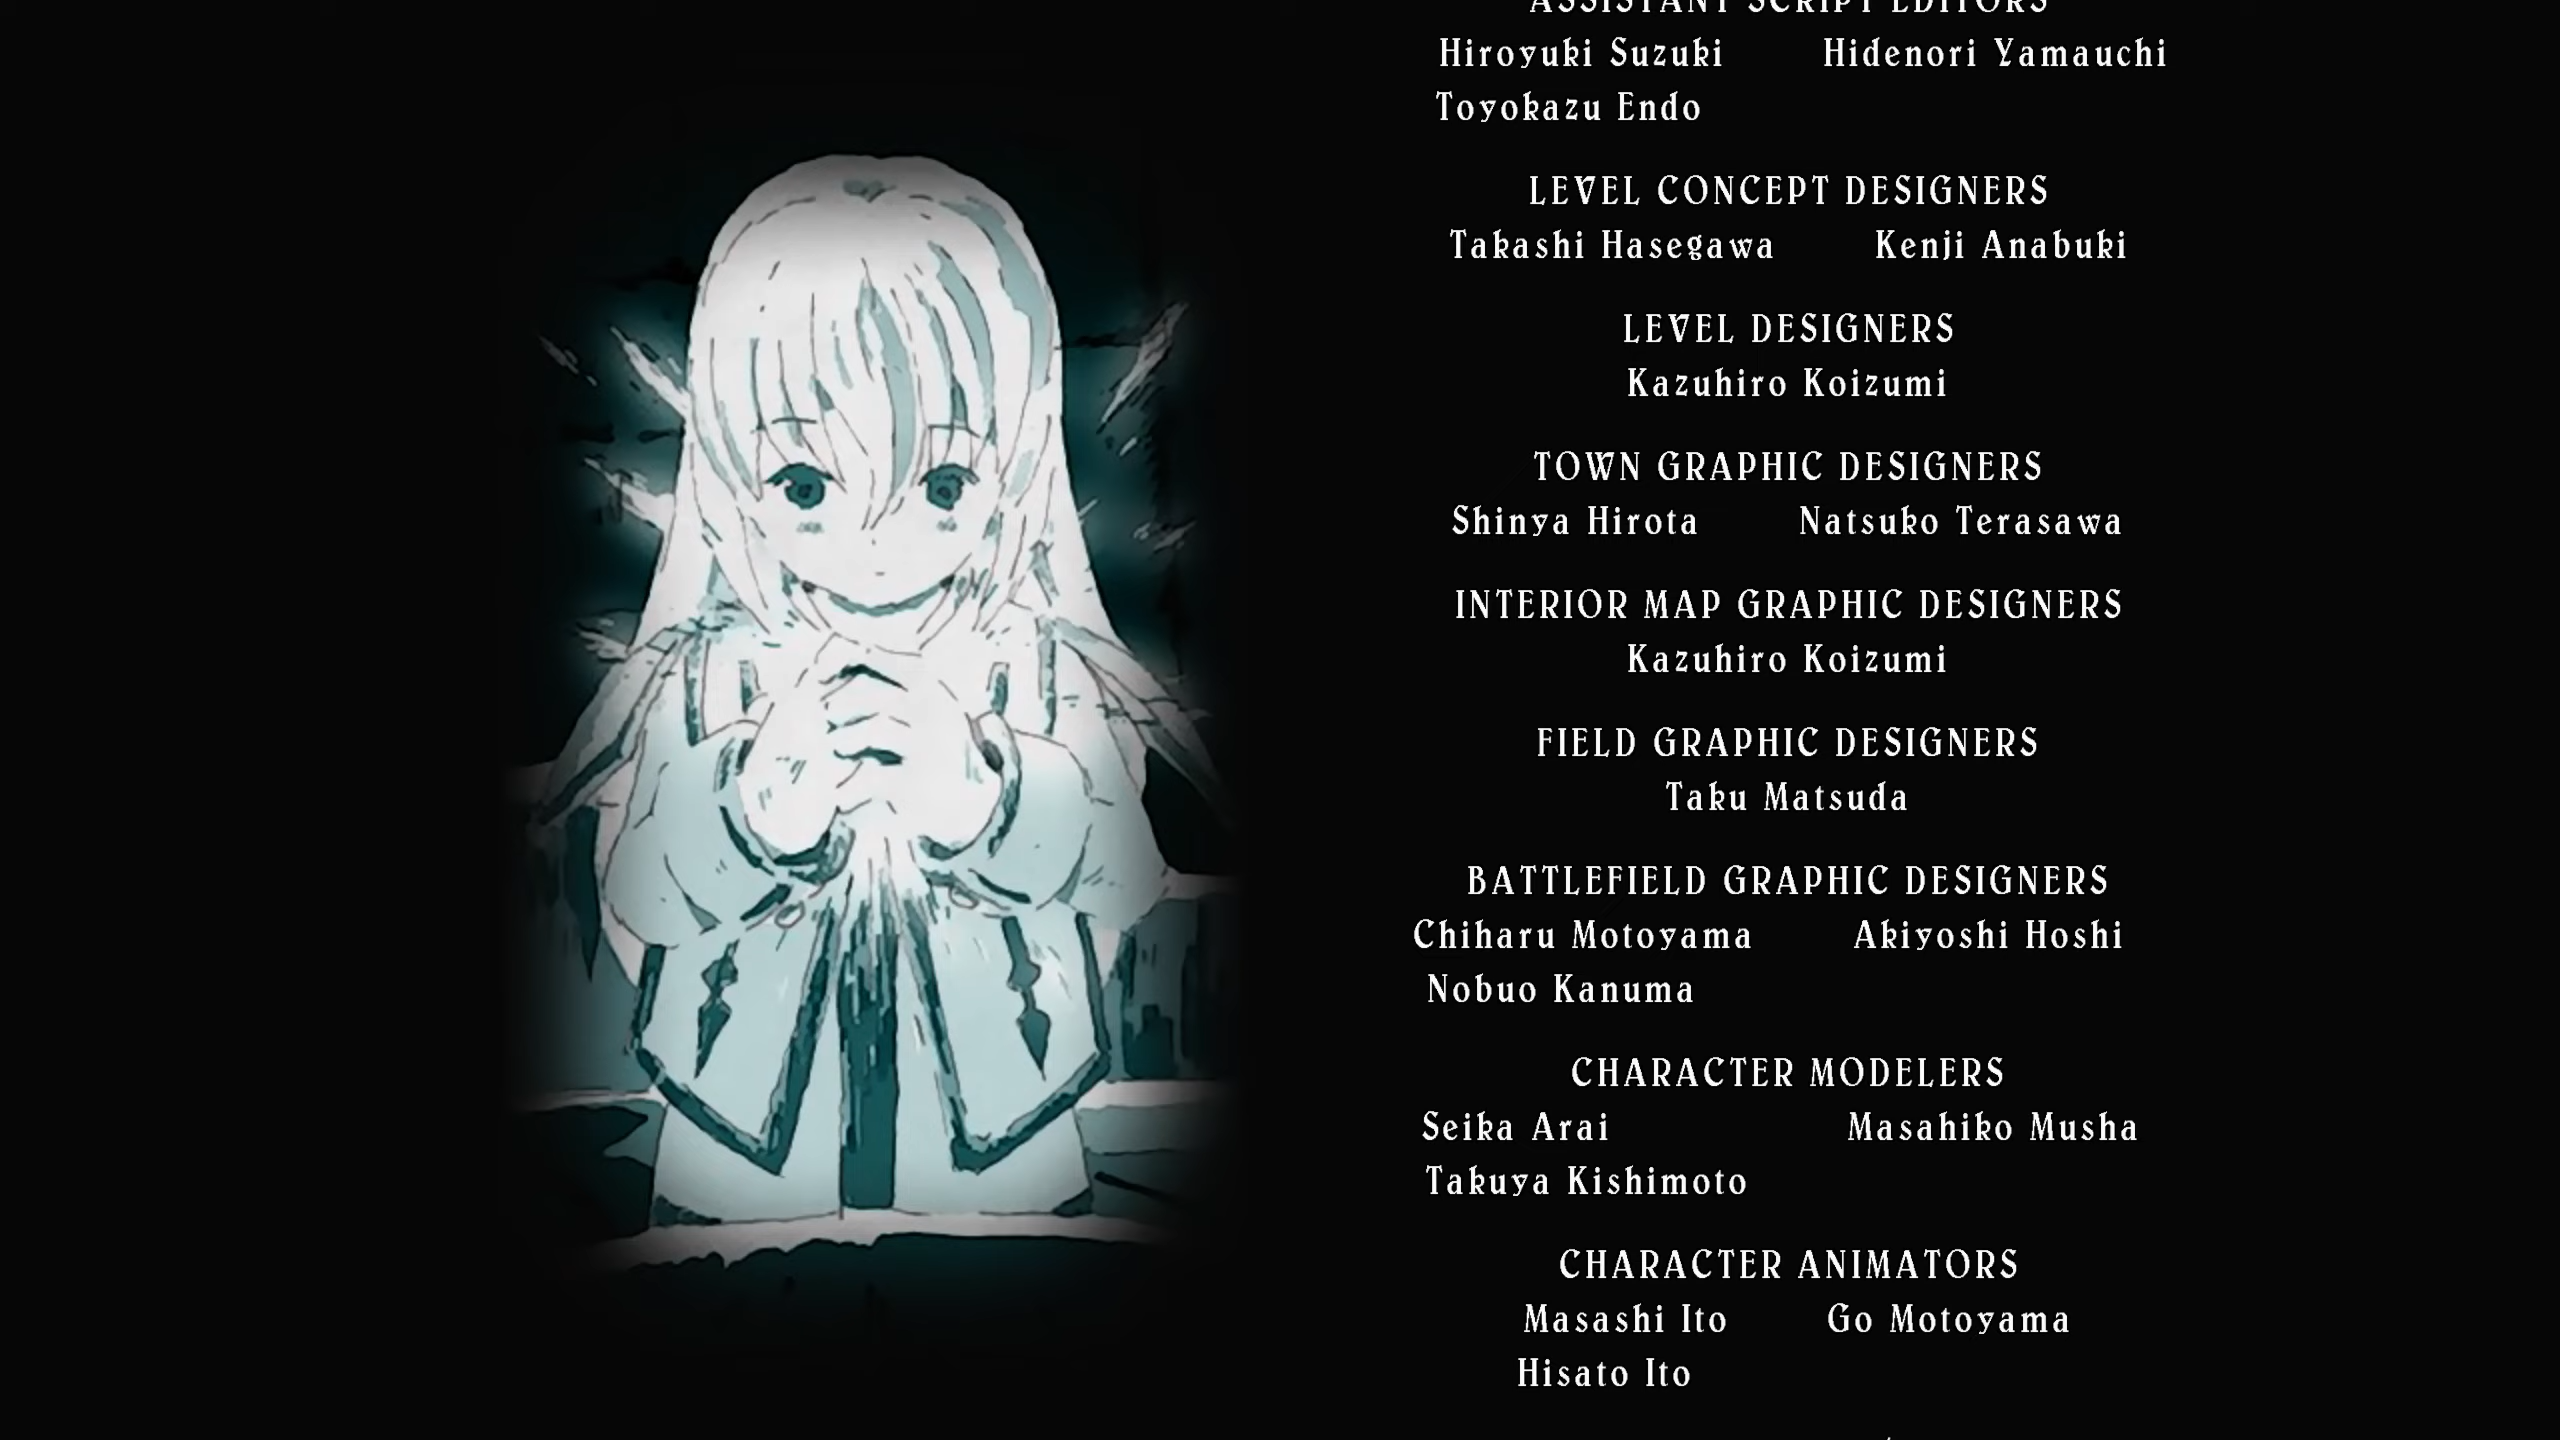 ASSISTANT SCRIPT EDITORS
Hiroyuki Suzuki Hidenori Yamauchi
Toyokazu Endo
LEVEL CONCEPT DESIGNERS
Takashi Hasegawa Kenji Anabuki
LEVEL DESIGNERS
Kazuhiro Koizumi
TOWN GRAPHIC DESIGNERS
Shinya Hirota Natsuko Terasawa
INTERIOR MAP GRAPHIC DESIGNERS
Kazuhiro Koizumi
FIELD GRAPHIC DESIGNERS
Taku Matsuda
BATTLEFIELD GRAPHIC DESIGNERS
Chiharu Motoyama Akiyoshi Hoshi
Nobuo Kanuma
CHARACTER MODELERS
Seika Arai Masahiko Musha
Takuya Kishimoto
CHARACTER ANIMATORS
Masashi Ito Go Motoyama
Hisato Ito